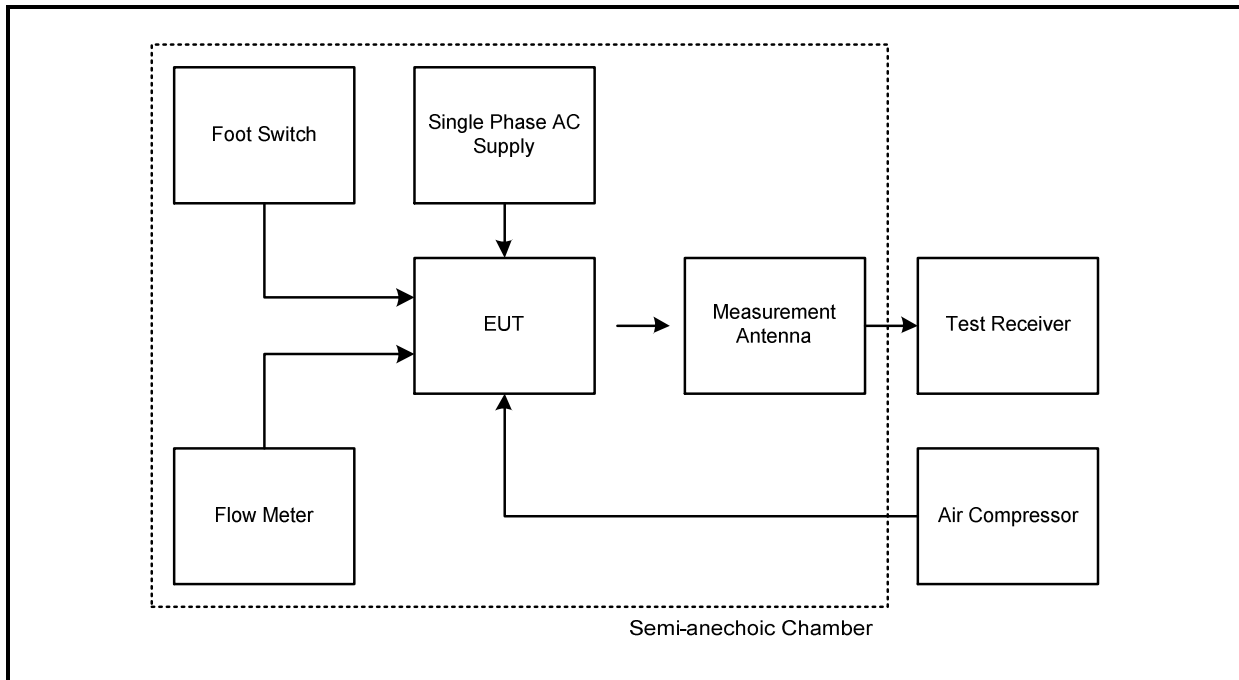 Foot Switch
Single Phase AC
Supply
EUT
Measurement
Antenna
Test Receiver
Flow Meter
Air Compressor
Semi-anechoic Chamber